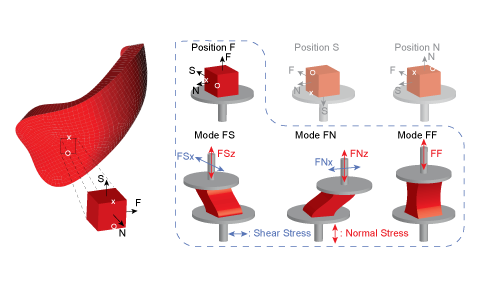 Position F
Position S
Position N
F
S
N
O
x
F
N
S
O
x
N
F
S
O
x
Mode FS
Mode FN
Mode FF
FSx
FSz
FNx
FNz
FF
x
O
S
x
F
O
N
: Shear Stress
: Normal Stress